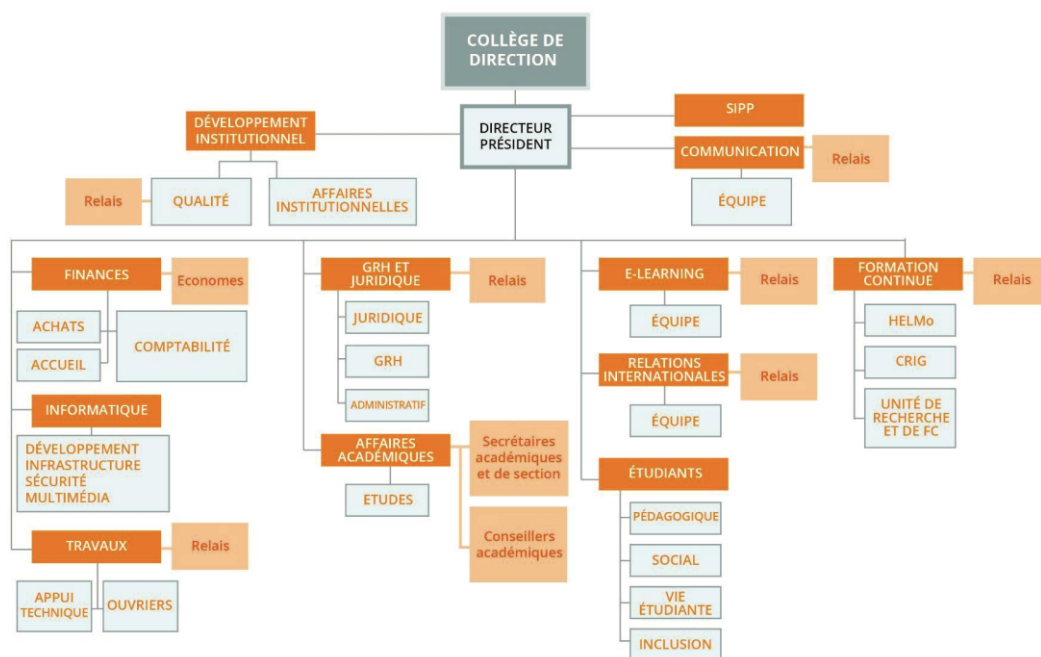 COLLÈGE DE
DIRECTION
DIRECTEUR
PRÉSIDENT
DÉVELOPPEMENT
INSTITUTIONNEL
Relais
QUALITÉ
AFFAIRES
INSTITUTIONNELLES
SIPP
COMMUNICATION
Relais
ÉQUIPE
FINANCES
Economes
ACHATS
ACCUEIL
COMPTABILITÉ
INFORMATIQUE
DÉVELOPPEMENT
INFRASTRUCTURE
SÉCURITÉ
MULTIMÉDIA
TRAVAUX
Relais
APPUI
TECHNIQUE
OUVRIERS
GRH ET
JURIDIQUE
Relais
JURIDIQUE
GRH
ADMINISTRATIF
AFFAIRES
ACADÉMIQUES
Secrétaires
académiques
et de section
ETUDES
Conseillers
académiques
E-LEARNING
Relais
ÉQUIPE
RELATIONS
INTERNATIONALES
Relais
ÉQUIPE
ÉTUDIANTS
PÉDAGOGIQUE
SOCIAL
VIE
ÉTUDIANTE
INCLUSION
FORMATION
CONTINUE
Relais
HELMo
CRIG
UNITÉ DE
RECHERCHE
ET DE FC